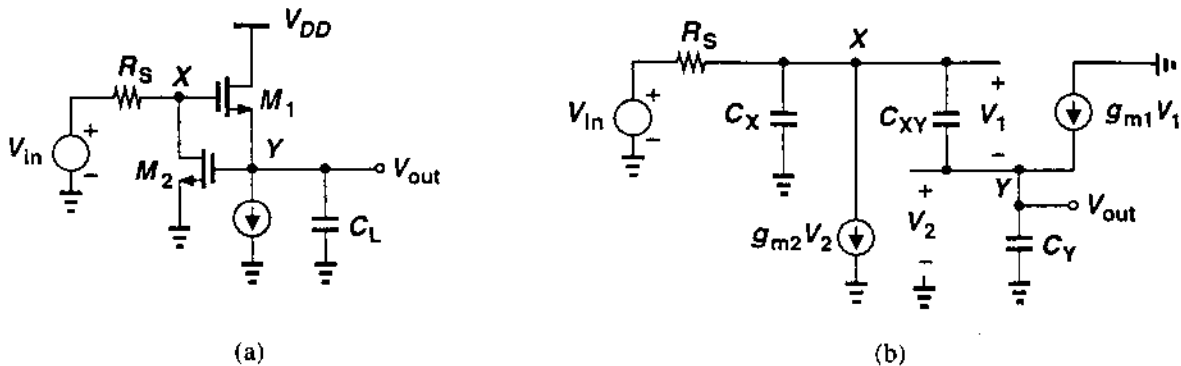 V_DD
R_S
X
M_1
V_in
+
−
M_2
Y
V_out
C_L
(a)
R_S
X
V_in
+
−
C_X
C_XY
+
V_1
−
g_m1V_1
Y
V_out
g_m2V_2
+
V_2
−
C_Y
(b)